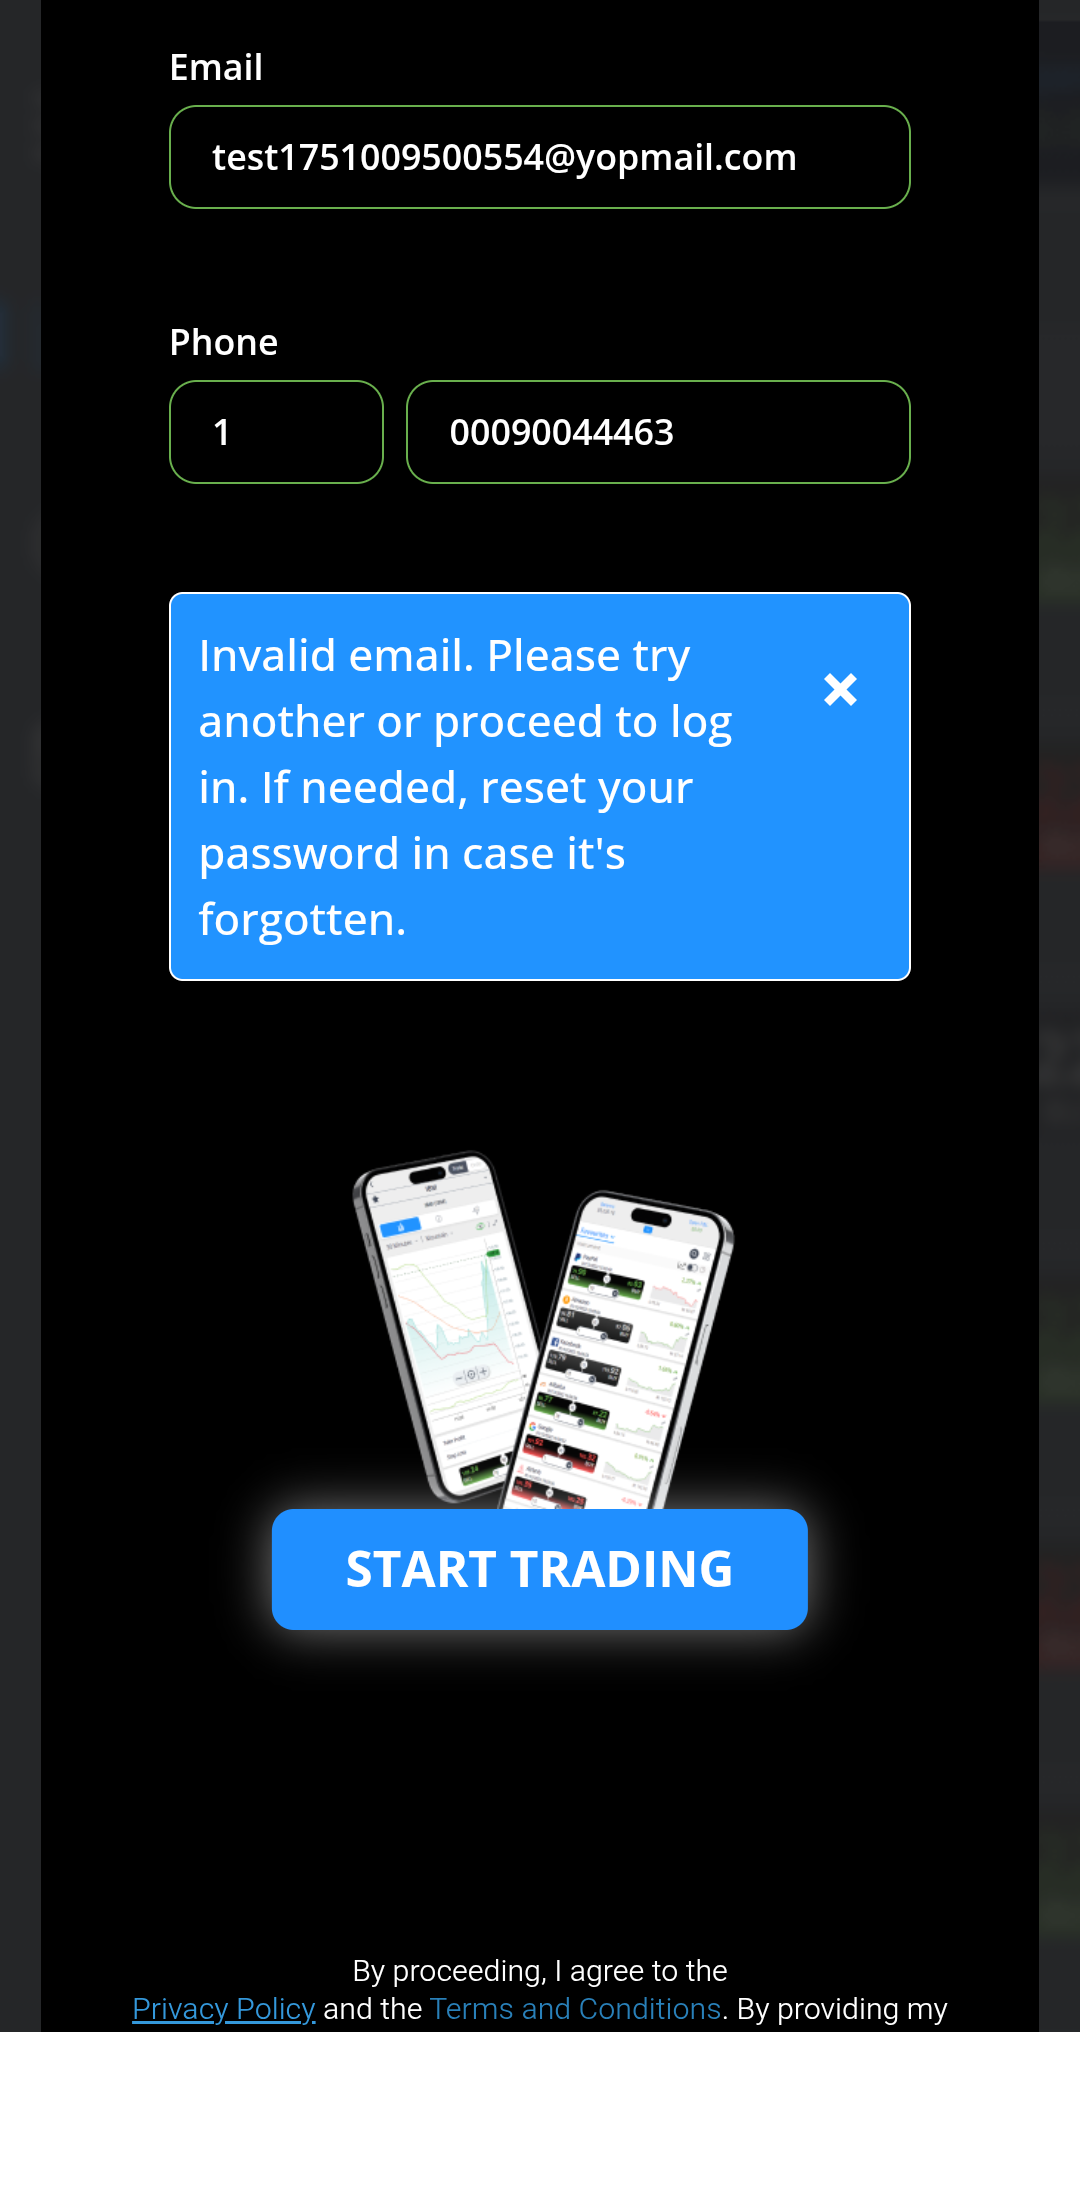 Email
test1751009500554@yopmail.com
Phone
1
00090044463
Invalid email. Please try
another or proceed to log
in. If needed, reset your
password in case it's
forgotten.
START TRADING
By proceeding, I agree to the
Privacy Policy and the Terms and Conditions. By providing my